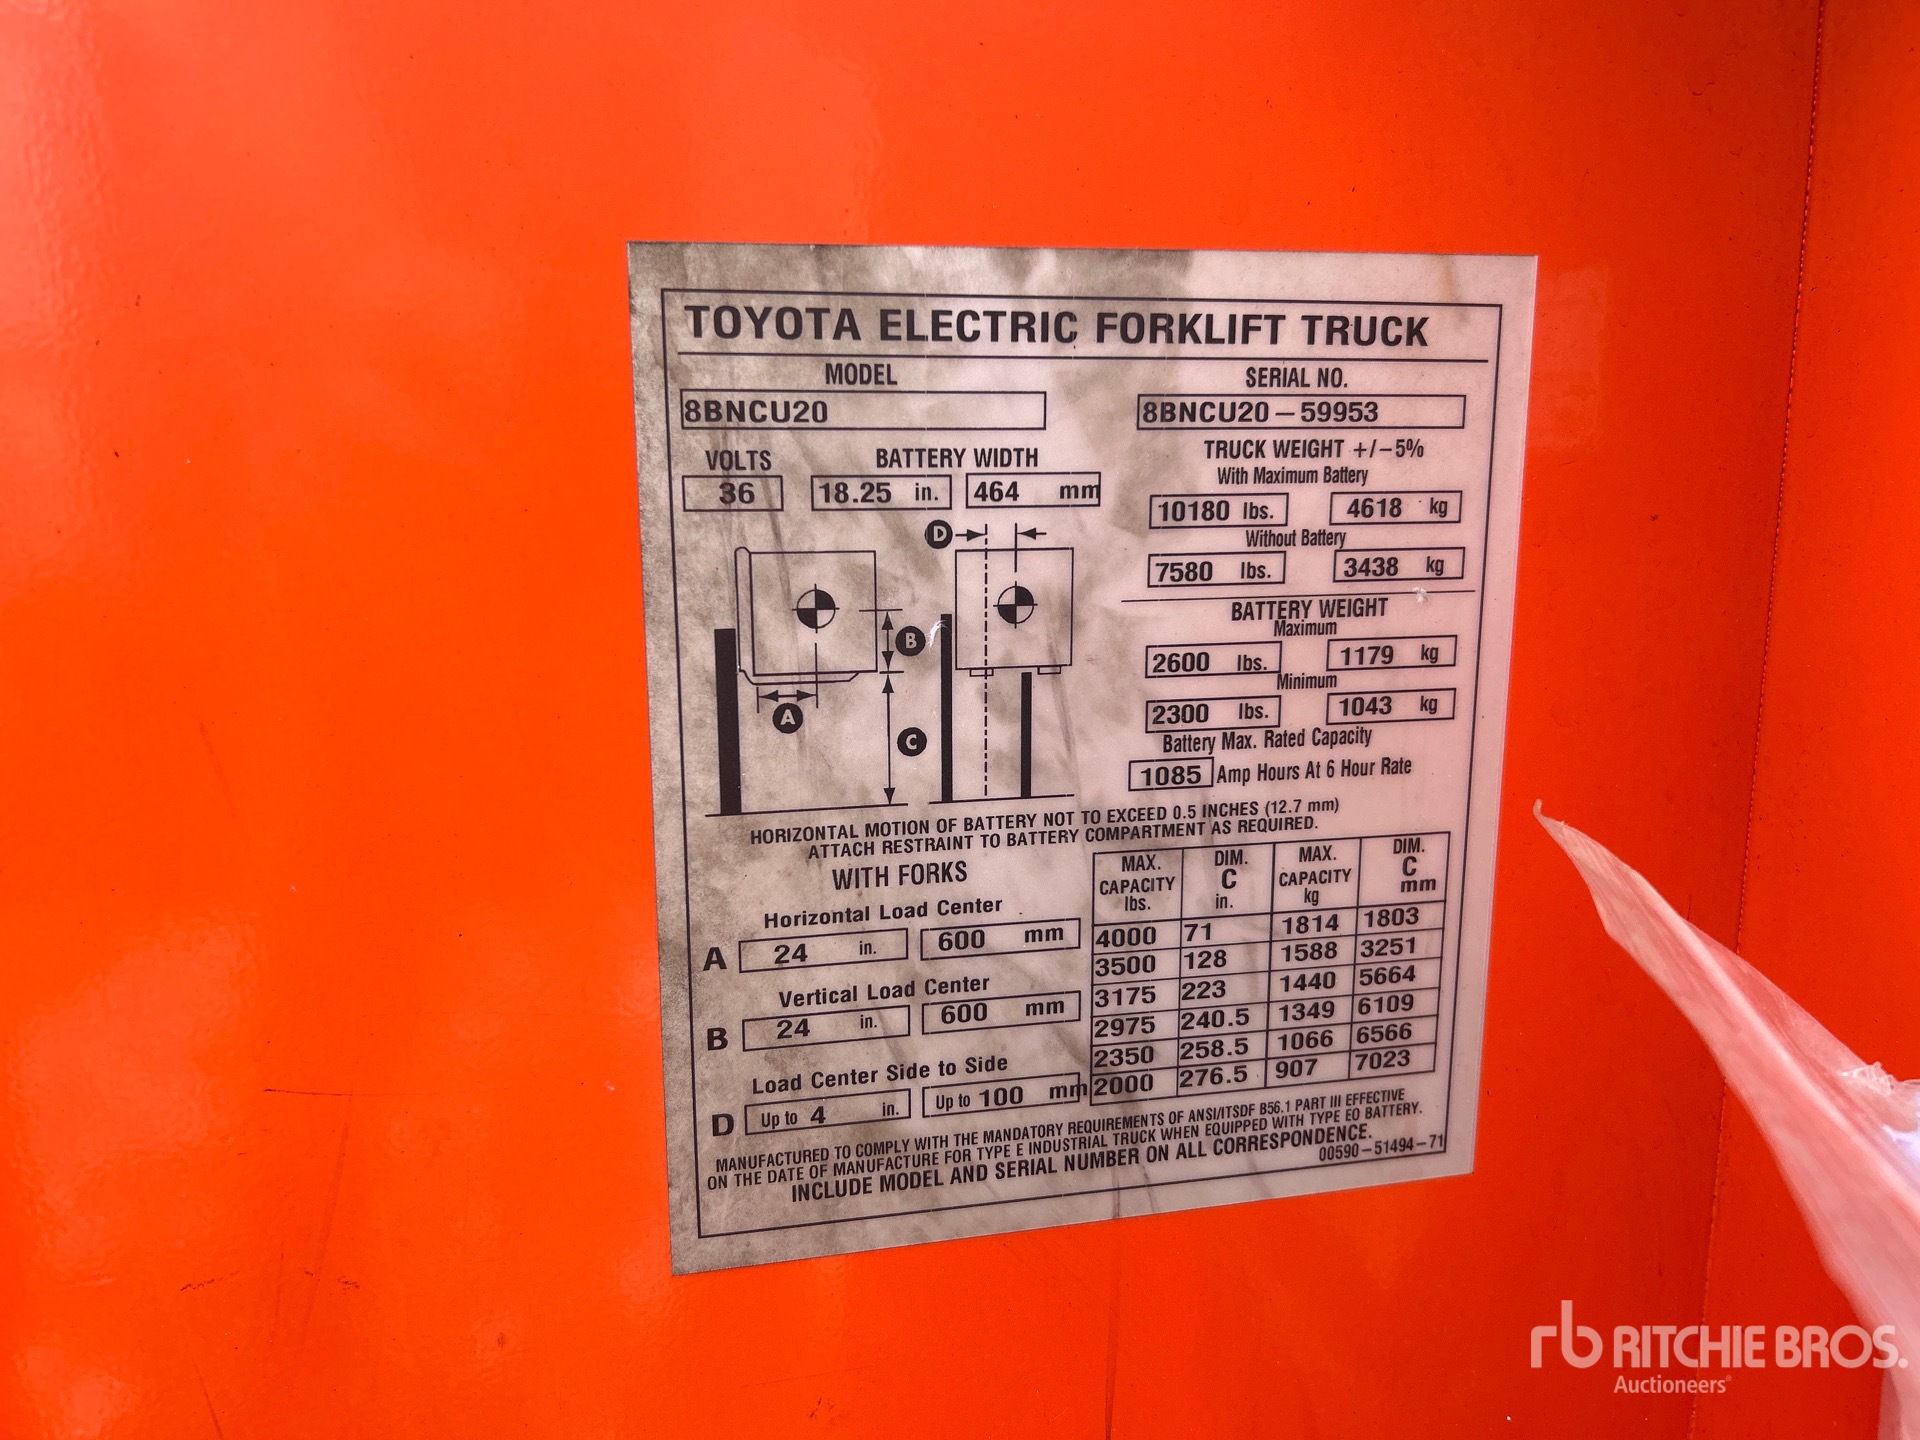 TOYOTA ELECTRIC FORKLIFT TRUCK
MODEL
8BNCU20
SERIAL NO.
8BNCU20-59953
VOLTS
36
BATTERY WIDTH
18.25 in. 464 mm
TRUCK WEIGHT +/-5%
With Maximum Battery
10180 lbs. 4618 kg
Without Battery
7580 lbs. 3438 kg
BATTERY WEIGHT
Maximum
2600 lbs. 1179 kg
Minimum
2300 lbs. 1043 kg
Battery Max. Rated Capacity
1085 Amp Hours At 6 Hour Rate
D
B
A
C
HORIZONTAL MOTION OF BATTERY NOT TO EXCEED 0.5 INCHES (12.7 mm)
ATTACH RESTRAINT TO BATTERY COMPARTMENT AS REQUIRED.
WITH FORKS
Horizontal Load Center
A 24 in. 600 mm
Vertical Load Center
B 24 in. 600 mm
Load Center Side to Side
D Up to 4 in. Up to 100 mm
MAX. CAPACITY lbs. DIM. C in. MAX. CAPACITY kg DIM. C mm
4000 71 1814 1803
3500 128 1588 3251
3175 223 1440 5664
2975 240.5 1349 6109
2350 258.5 1066 6566
2000 276.5 907 7023
MANUFACTURED TO COMPLY WITH THE MANDATORY REQUIREMENTS OF ANSI/ITSDF B56.1 PART III EFFECTIVE
ON THE DATE OF MANUFACTURE FOR TYPE E INDUSTRIAL TRUCK WHEN EQUIPPED WITH TYPE EO BATTERY.
INCLUDE MODEL AND SERIAL NUMBER ON ALL CORRESPONDENCE.
00590-51494-71
rb RITCHIE BROS.
Auctioneers